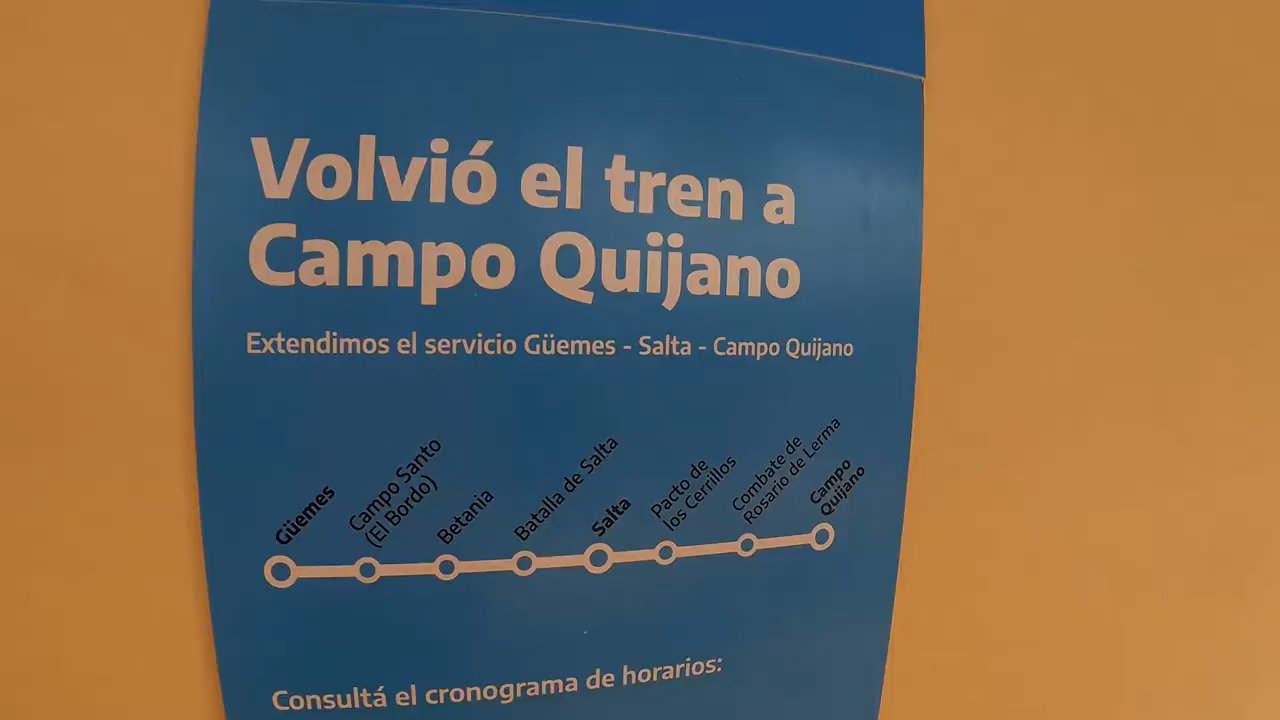 Volvió el tren a
Campo Quijano
Extendimos el servicio Güemes - Salta - Campo Quijano
Güemes
Campo Santo
(El Bordo)
Betania
Batalla de Salta
Salta
Pacto de
los Cerrillos
Combate de
Rosario de Lerma
Campo
Quijano
Consultá el cronograma de horarios: